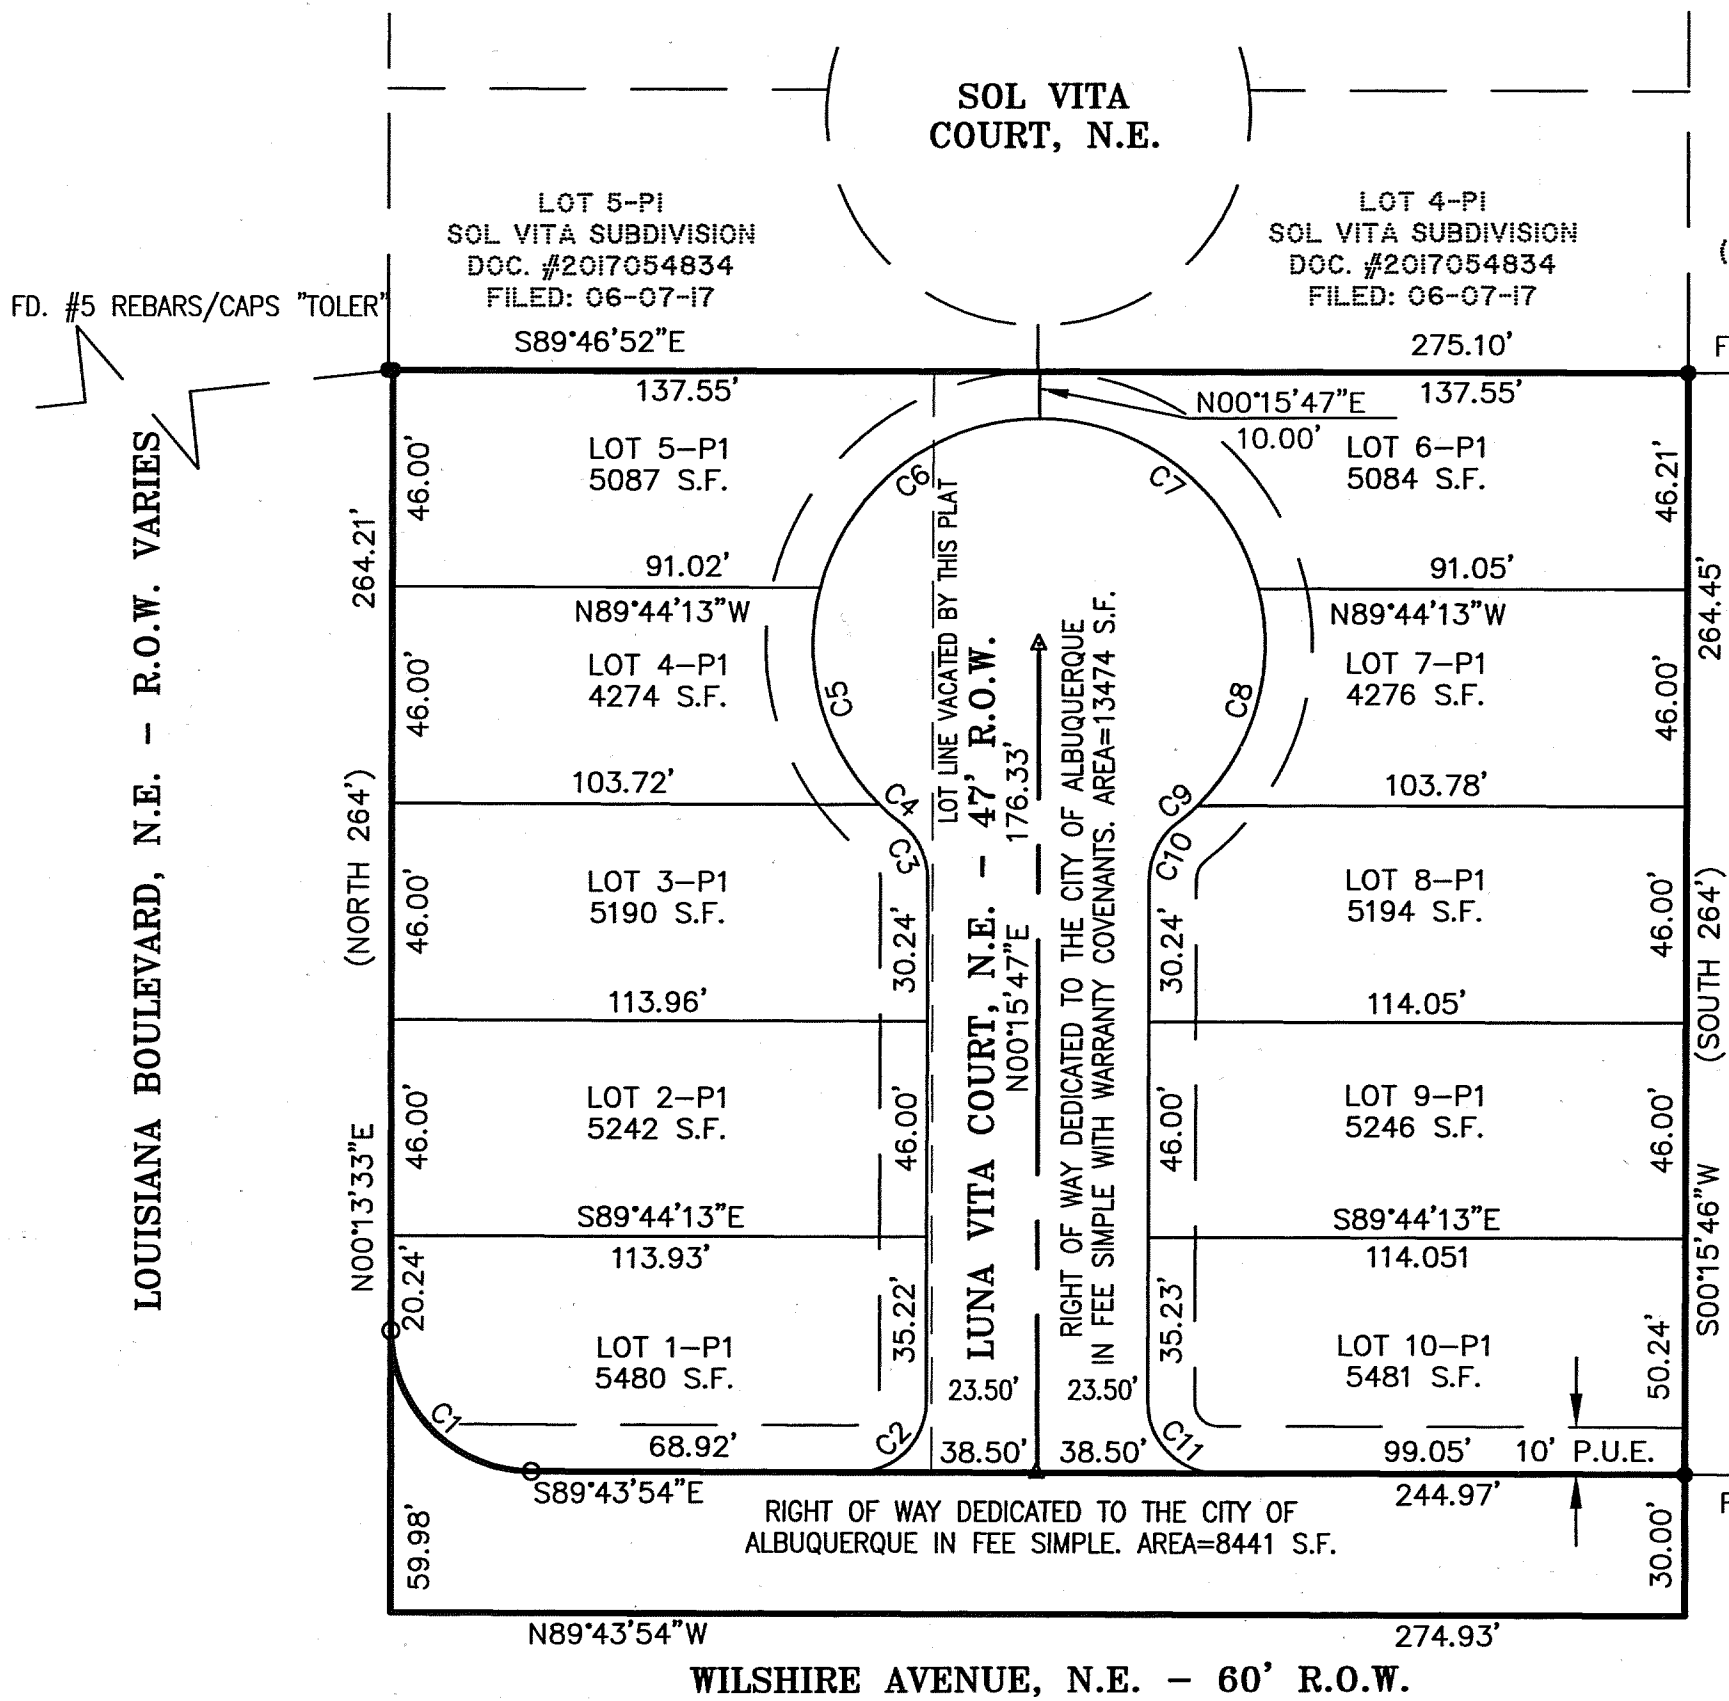 SOL VITA
COURT, N.E.
LOT 5-P1
SOL VITA SUBDIVISION
DOC. #2017054834
FILED: 06-07-17
LOT 4-P1
SOL VITA SUBDIVISION
DOC. #2017054834
FILED: 06-07-17
(
FD. #5 REBARS/CAPS "TOLER"
S89°46'52"E
275.10'
F
137.55'
137.55'
N00°15'47"E
10.00'
LOT 5-P1
5087 S.F.
LOT 6-P1
5084 S.F.
46.00'
46.21'
C6
C7
264.21'
264.45'
91.02'
N89°44'13"W
91.05'
N89°44'13"W
LOT 4-P1
4274 S.F.
LOT 7-P1
4276 S.F.
46.00'
46.00'
C5
C8
LOUISIANA BOULEVARD, N.E. - R.O.W. VARIES
LOT LINE VACATED BY THIS PLAT
LUNA VITA COURT, N.E. - 47' R.O.W.
N00°15'47"E
176.33'
RIGHT OF WAY DEDICATED TO THE CITY OF ALBUQUERQUE
IN FEE SIMPLE WITH WARRANTY COVENANTS. AREA=13474 S.F.
103.72'
103.78'
C4
C9
C3
C10
(NORTH 264')
(SOUTH 264')
LOT 3-P1
5190 S.F.
LOT 8-P1
5194 S.F.
46.00'
30.24'
30.24'
46.00'
113.96'
114.05'
LOT 2-P1
5242 S.F.
LOT 9-P1
5246 S.F.
46.00'
46.00'
46.00'
46.00'
N00°13'33"E
S00°15'46"W
S89°44'13"E
113.93'
S89°44'13"E
114.051
20.24'
LOT 1-P1
5480 S.F.
35.22'
35.23'
LOT 10-P1
5481 S.F.
50.24'
23.50'
23.50'
C1
C2
C11
68.92'
38.50'
38.50'
99.05'
10' P.U.E.
S89°43'54"E
244.97'
F
RIGHT OF WAY DEDICATED TO THE CITY OF
ALBUQUERQUE IN FEE SIMPLE. AREA=8441 S.F.
59.98'
30.00'
N89°43'54"W
274.93'
WILSHIRE AVENUE, N.E. - 60' R.O.W.